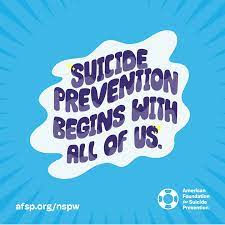 "SUICIDE
PREVENTION
BEGINS WITH
ALL OF US."
afsp.org/nspw
American
Foundation
for Suicide
Prevention